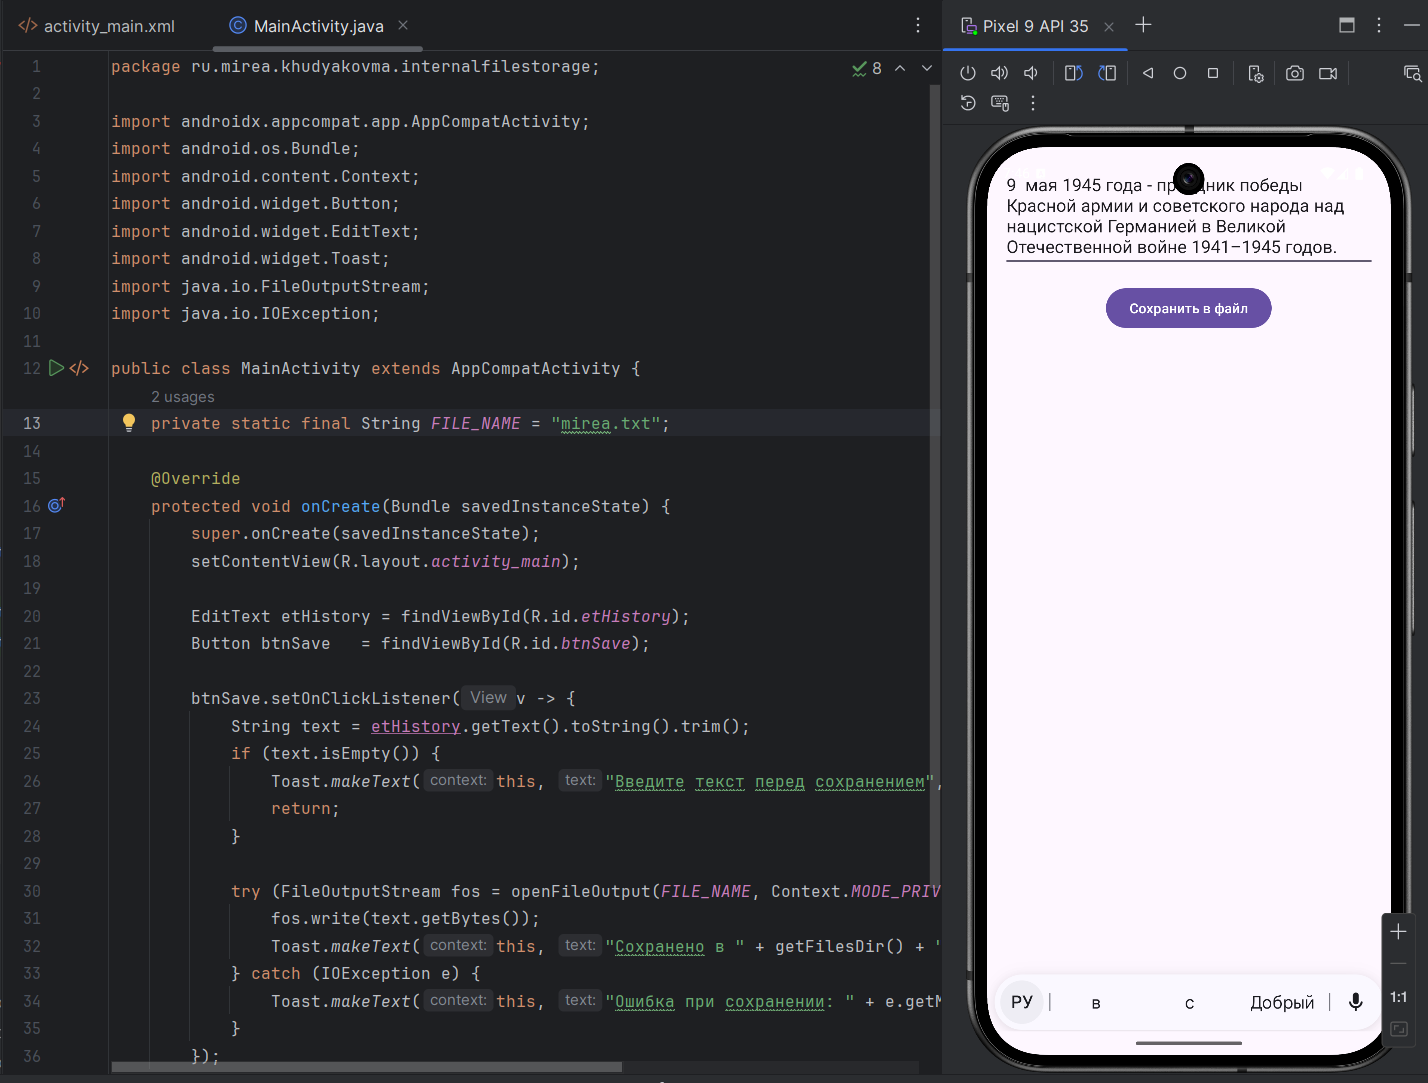 activity_main.xml
MainActivity.java
Pixel 9 API 35
8
1 package ru.mirea.khudyakovma.internalfilestorage;
2
3 import androidx.appcompat.app.AppCompatActivity;
4 import android.os.Bundle;
5 import android.content.Context;
6 import android.widget.Button;
7 import android.widget.EditText;
8 import android.widget.Toast;
9 import java.io.FileOutputStream;
10 import java.io.IOException;
11
12 public class MainActivity extends AppCompatActivity {
2 usages
13 private static final String FILE_NAME = "mirea.txt";
14
15 @Override
16 protected void onCreate(Bundle savedInstanceState) {
17 super.onCreate(savedInstanceState);
18 setContentView(R.layout.activity_main);
19
20 EditText etHistory = findViewById(R.id.etHistory);
21 Button btnSave   = findViewById(R.id.btnSave);
22
23 btnSave.setOnClickListener( View v -> {
24 String text = etHistory.getText().toString().trim();
25 if (text.isEmpty()) {
26 Toast.makeText( context: this, text: "Введите текст перед сохранением",
27 return;
28 }
29
30 try (FileOutputStream fos = openFileOutput(FILE_NAME, Context.MODE_PRIV
31 fos.write(text.getBytes());
32 Toast.makeText( context: this, text: "Сохранено в " + getFilesDir() + "
33 } catch (IOException e) {
34 Toast.makeText( context: this, text: "Ошибка при сохранении: " + e.getM
35 }
36 });
9  мая 1945 года - пр дник победы
Красной армии и советского народа над
нацистской Германией в Великой
Отечественной войне 1941–1945 годов.
Сохранить в файл
РУ в с Добрый
1:1